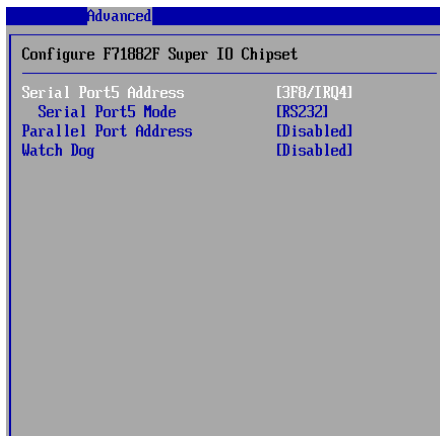 Advanced
Configure F71882F Super IO Chipset
Serial Port5 Address [3F8/IRQ4]
Serial Port5 Mode [RS232]
Parallel Port Address [Disabled]
Watch Dog [Disabled]